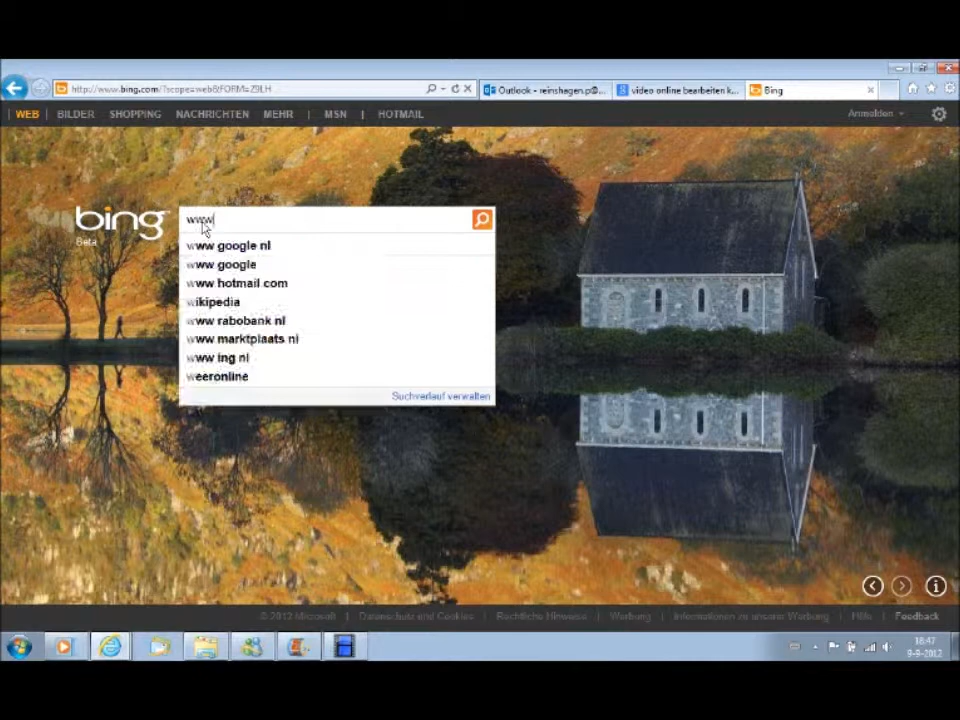 http://www.bing.com/?scope=web&FORM=Z9LH
Outlook - reinshagen.p@...
video online bearbeiten k...
Bing
WEB | BILDER SHOPPING NACHRICHTEN MEHR | MSN | HOTMAIL
Anmelden
bing
Beta
www
www google nl
www google
www hotmail com
wikipedia
www rabobank nl
www marktplaats nl
www ing nl
weeronline
Suchverlauf verwalten
© 2012 Microsoft | Datenschutz und Cookies | Rechtliche Hinweise | Werbung | Informationen zu unserer Werbung | Hilfe | Feedback
18:47
9-9-2012